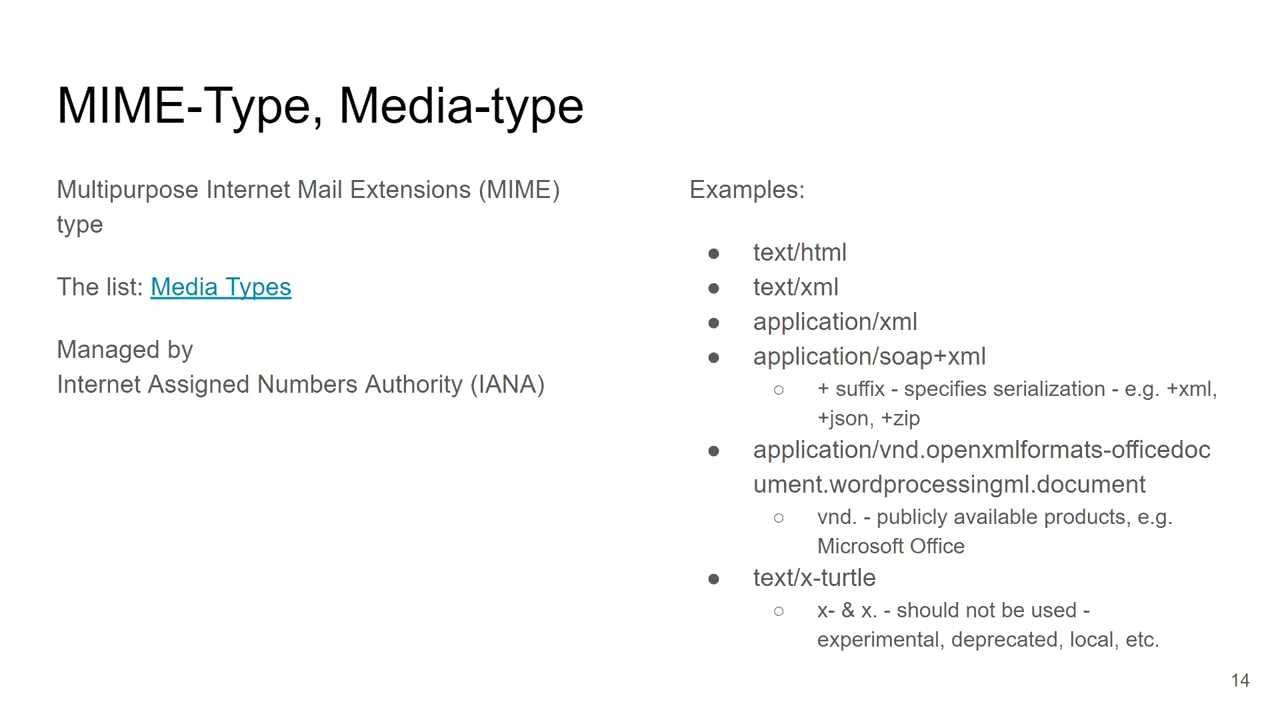 MIME-Type, Media-type
Multipurpose Internet Mail Extensions (MIME)
type
The list: Media Types
Managed by
Internet Assigned Numbers Authority (IANA)
Examples:
● text/html
● text/xml
● application/xml
● application/soap+xml
○ + suffix - specifies serialization - e.g. +xml,
+json, +zip
● application/vnd.openxmlformats-officedoc
ument.wordprocessingml.document
○ vnd. - publicly available products, e.g.
Microsoft Office
● text/x-turtle
○ x- & x. - should not be used -
experimental, deprecated, local, etc.
14